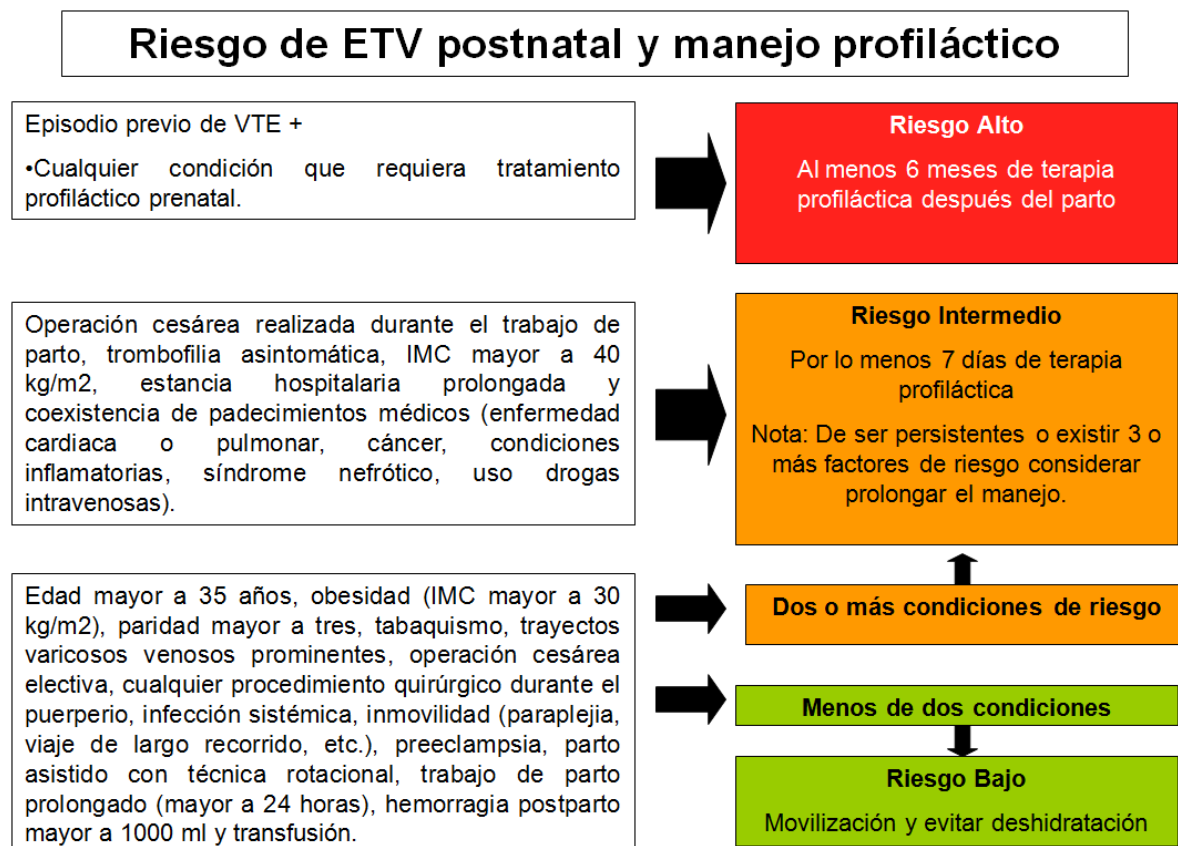 Riesgo de ETV postnatal y manejo profiláctico
Episodio previo de VTE +
•Cualquier condición que requiera tratamiento
profiláctico prenatal.
Riesgo Alto
Al menos 6 meses de terapia
profiláctica después del parto
Operación cesárea realizada durante el trabajo de
parto, trombofilia asintomática, IMC mayor a 40
kg/m2, estancia hospitalaria prolongada y
coexistencia de padecimientos médicos (enfermedad
cardiaca o pulmonar, cáncer, condiciones
inflamatorias, síndrome nefrótico, uso drogas
intravenosas).
Riesgo Intermedio
Por lo menos 7 días de terapia
profiláctica
Nota: De ser persistentes o existir 3 o
más factores de riesgo considerar
prolongar el manejo.
Edad mayor a 35 años, obesidad (IMC mayor a 30
kg/m2), paridad mayor a tres, tabaquismo, trayectos
varicosos venosos prominentes, operación cesárea
electiva, cualquier procedimiento quirúrgico durante el
puerperio, infección sistémica, inmovilidad (paraplejia,
viaje de largo recorrido, etc.), preeclampsia, parto
asistido con técnica rotacional, trabajo de parto
prolongado (mayor a 24 horas), hemorragia postparto
mayor a 1000 ml y transfusión.
Dos o más condiciones de riesgo
Menos de dos condiciones
Riesgo Bajo
Movilización y evitar deshidratación